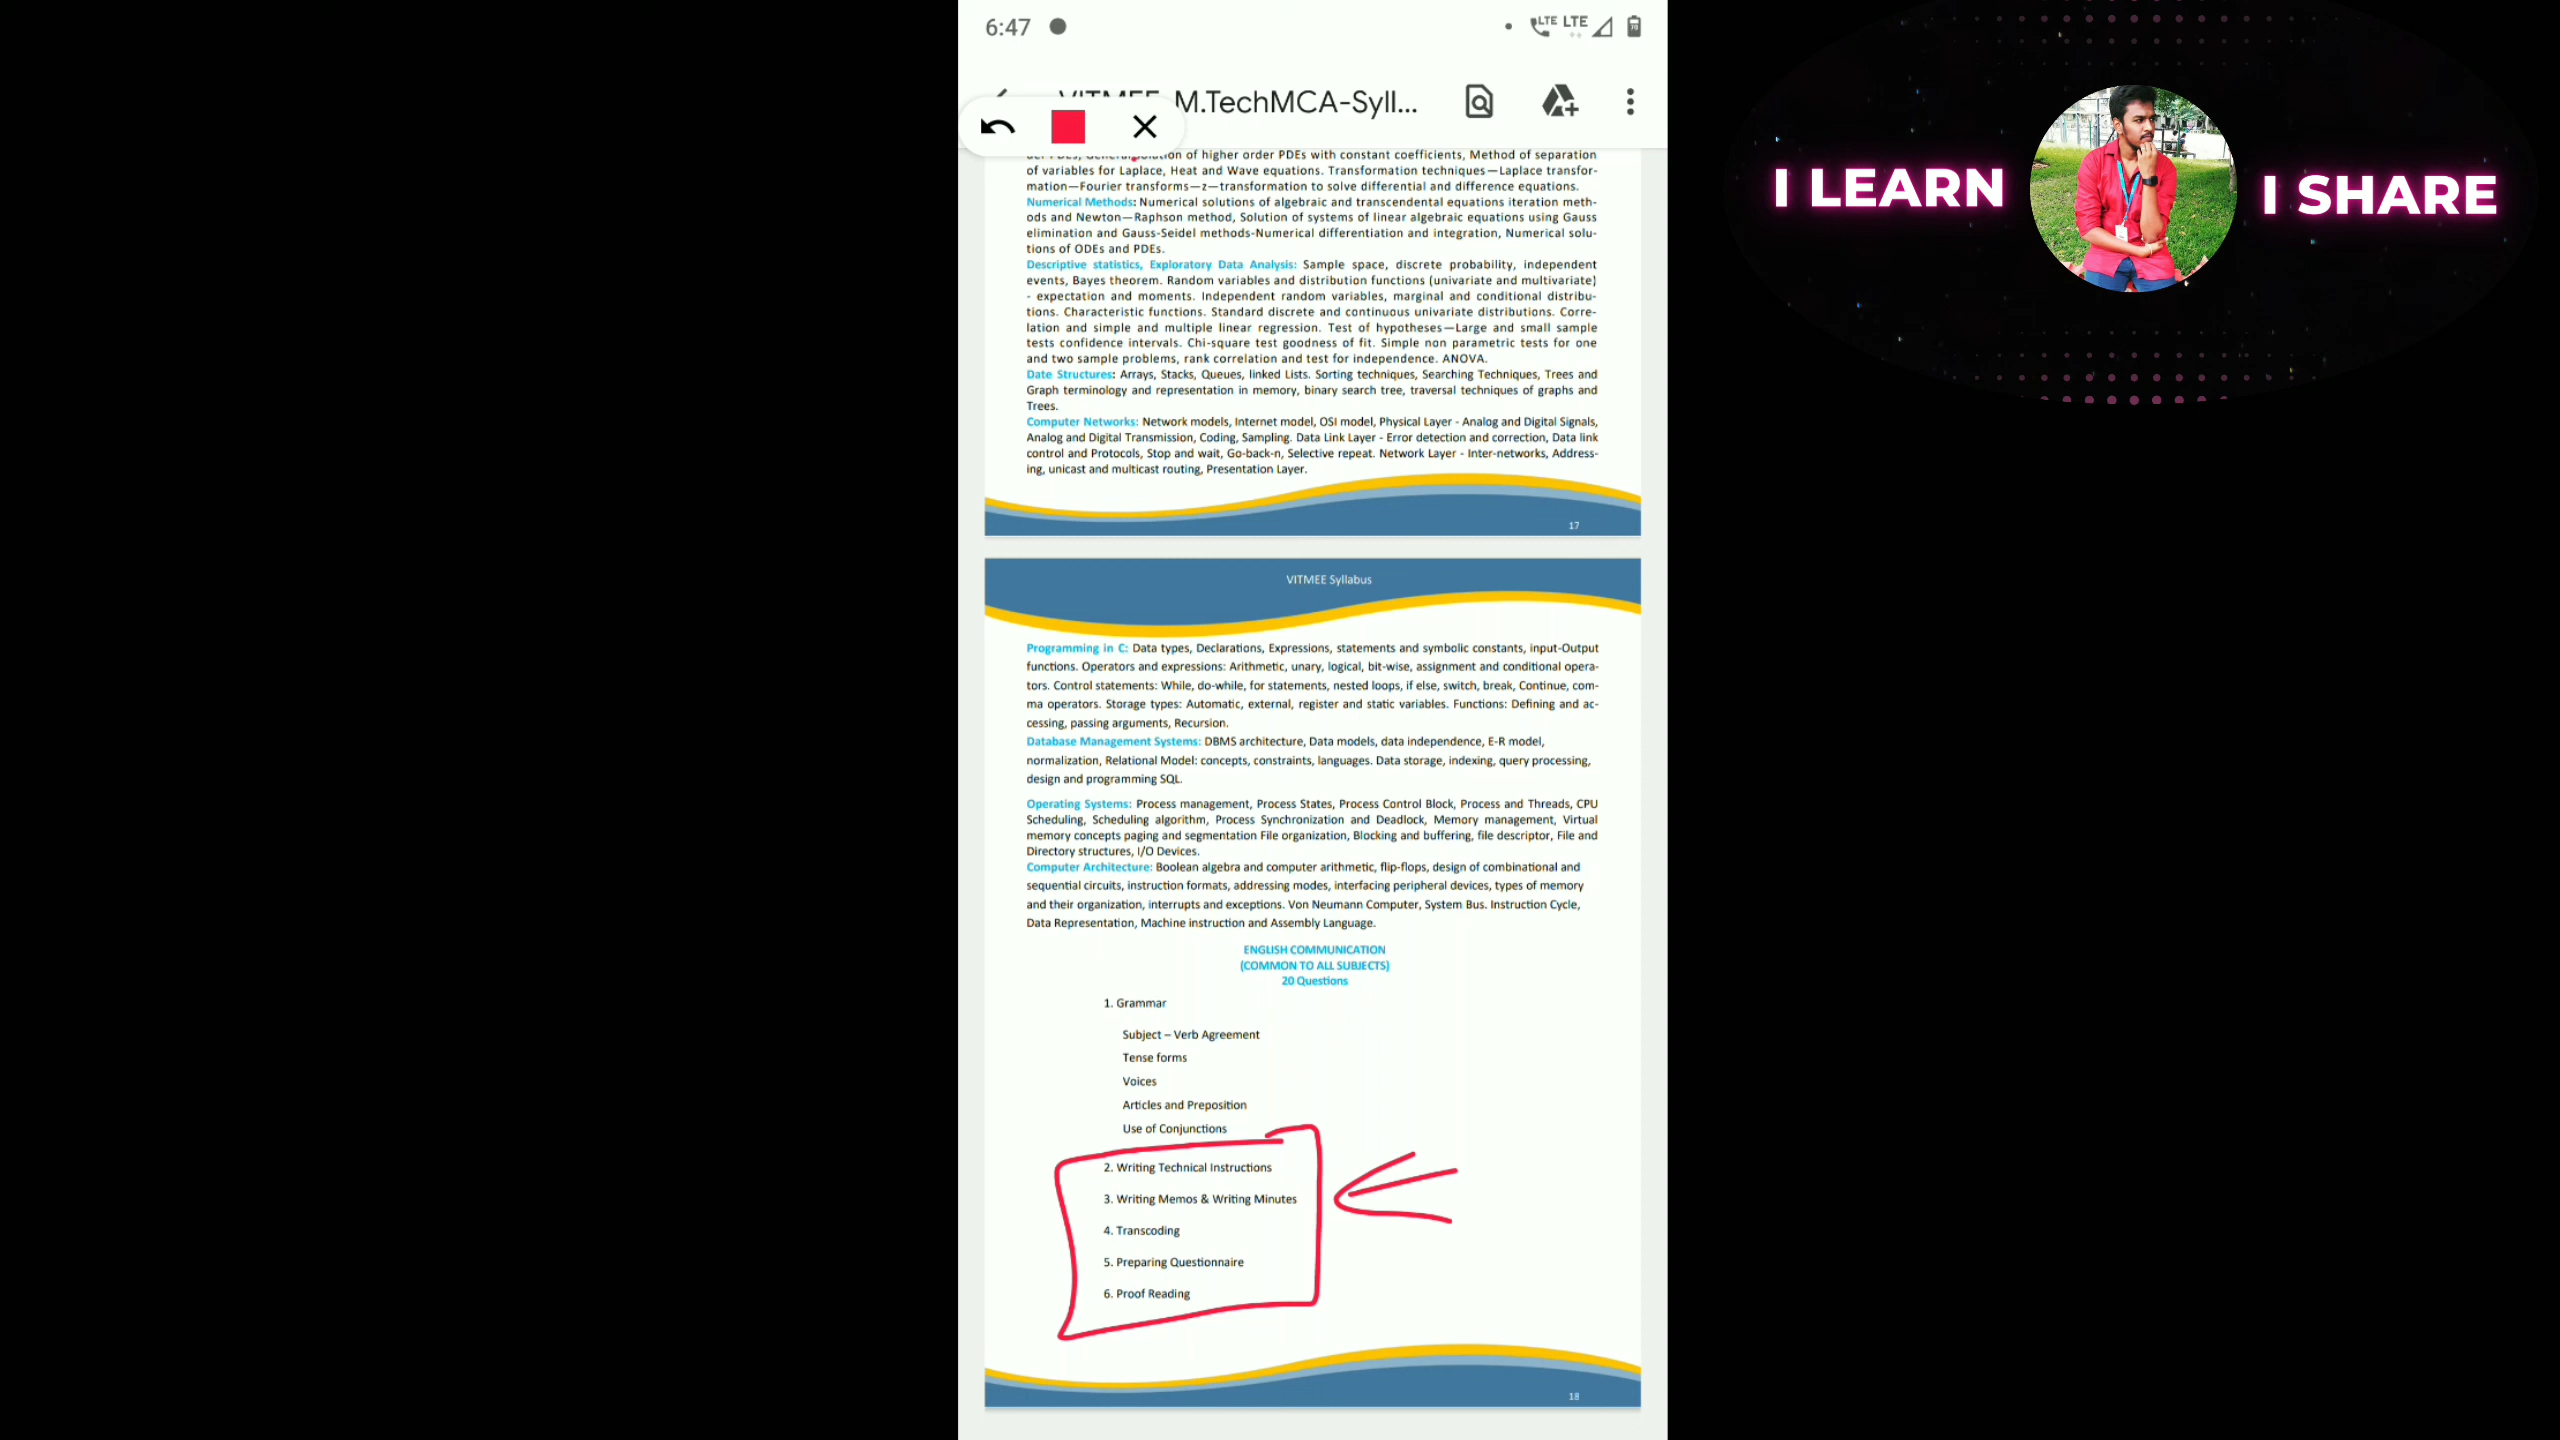 6:47
LTE LTE
VITMEE_M.TechMCA-Syll...
I LEARN
I SHARE
of higher order PDEs with constant coefficients, Method of separation
of variables for Laplace, Heat and Wave equations. Transformation techniques—Laplace transfor-
mation—Fourier transforms—z—transformation to solve differential and difference equations.
Numerical Methods: Numerical solutions of algebraic and transcendental equations iteration meth-
ods and Newton—Raphson method, Solution of systems of linear algebraic equations using Gauss
elimination and Gauss-Seidel methods-Numerical differentiation and integration, Numerical solu-
tions of ODEs and PDEs.
Descriptive statistics, Exploratory Data Analysis: Sample space, discrete probability, independent
events, Bayes theorem. Random variables and distribution functions (univariate and multivariate)
- expectation and moments. Independent random variables, marginal and conditional distribu-
tions. Characteristic functions. Standard discrete and continuous univariate distributions. Corre-
lation and simple and multiple linear regression. Test of hypotheses—Large and small sample
tests confidence intervals. Chi-square test goodness of fit. Simple non parametric tests for one
and two sample problems, rank correlation and test for independence. ANOVA.
Date Structures: Arrays, Stacks, Queues, linked Lists. Sorting techniques, Searching Techniques, Trees and
Graph terminology and representation in memory, binary search tree, traversal techniques of graphs and
Trees.
Computer Networks: Network models, Internet model, OSI model, Physical Layer - Analog and Digital Signals,
Analog and Digital Transmission, Coding, Sampling. Data Link Layer - Error detection and correction, Data link
control and Protocols, Stop and wait, Go-back-n, Selective repeat. Network Layer - Inter-networks, Address-
ing, unicast and multicast routing, Presentation Layer.
17
VITMEE Syllabus
Programming in C: Data types, Declarations, Expressions, statements and symbolic constants, input-Output
functions. Operators and expressions: Arithmetic, unary, logical, bit-wise, assignment and conditional opera-
tors. Control statements: While, do-while, for statements, nested loops, if else, switch, break, Continue, com-
ma operators. Storage types: Automatic, external, register and static variables. Functions: Defining and ac-
cessing, passing arguments, Recursion.
Database Management Systems: DBMS architecture, Data models, data independence, E-R model,
normalization, Relational Model: concepts, constraints, languages. Data storage, indexing, query processing,
design and programming SQL.
Operating Systems: Process management, Process States, Process Control Block, Process and Threads, CPU
Scheduling, Scheduling algorithm, Process Synchronization and Deadlock, Memory management, Virtual
memory concepts paging and segmentation File organization, Blocking and buffering, file descriptor, File and
Directory structures, I/O Devices.
Computer Architecture: Boolean algebra and computer arithmetic, flip-flops, design of combinational and
sequential circuits, instruction formats, addressing modes, interfacing peripheral devices, types of memory
and their organization, interrupts and exceptions. Von Neumann Computer, System Bus. Instruction Cycle,
Data Representation, Machine instruction and Assembly Language.
ENGLISH COMMUNICATION
(COMMON TO ALL SUBJECTS)
20 Questions
1. Grammar
Subject – Verb Agreement
Tense forms
Voices
Articles and Preposition
Use of Conjunctions
2. Writing Technical Instructions
3. Writing Memos & Writing Minutes
4. Transcoding
5. Preparing Questionnaire
6. Proof Reading
18